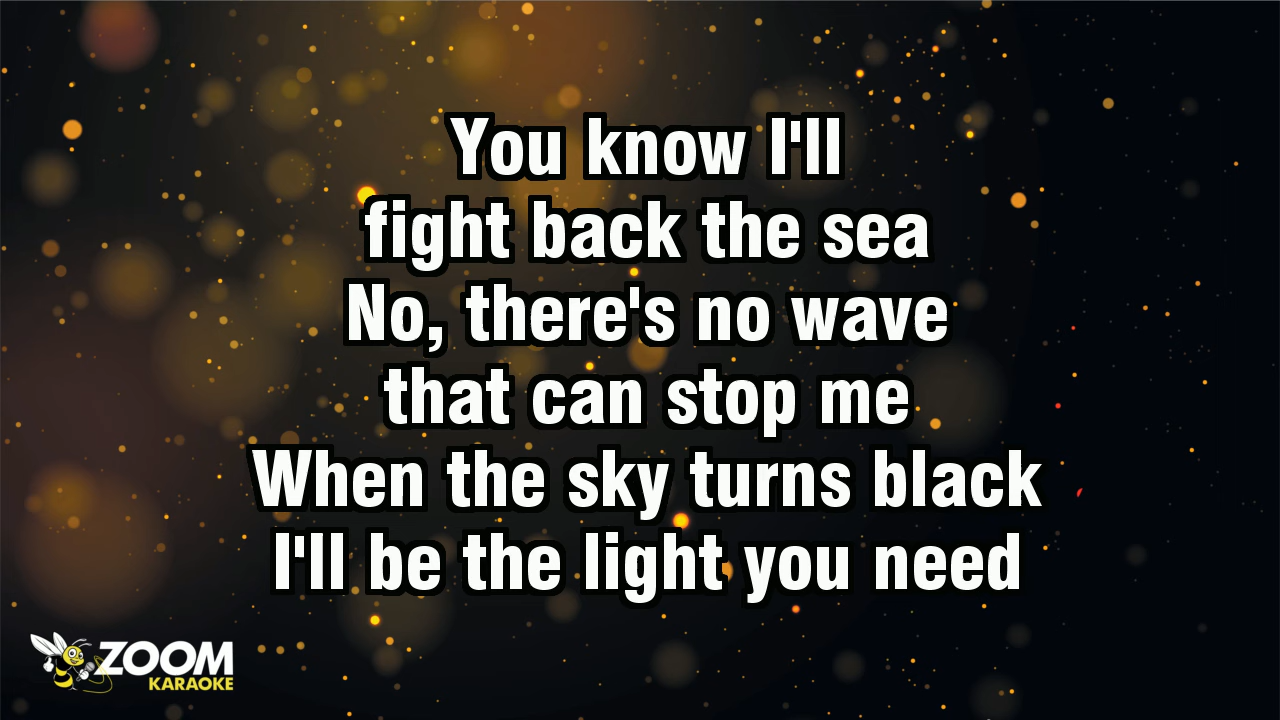 You know I'll
fight back the sea
No, there's no wave
that can stop me
When the sky turns black
I'll be the light you need
ZOOM
KARAOKE